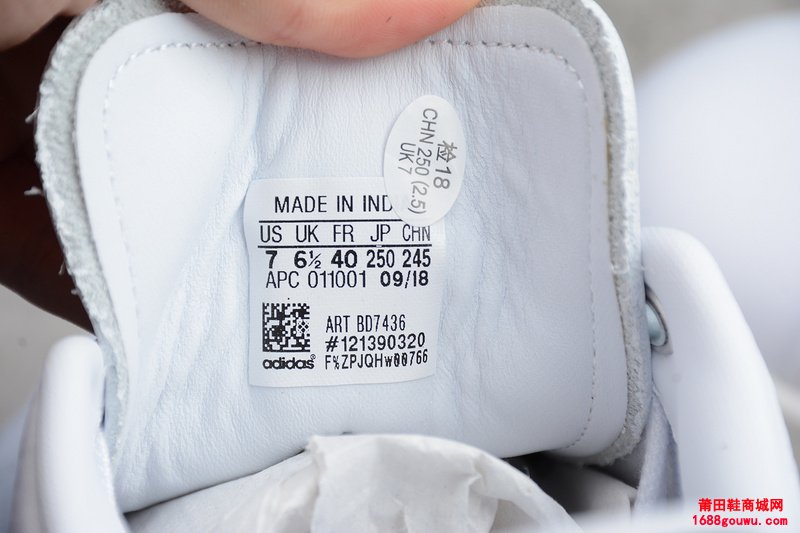 检18
CHN 250 (2.5)
UK 7
MADE IN IND
US UK FR JP CHN
7 6½ 40 250 245
APC 011001 09/18
ART BD7436
#121390320
adidas F%ZPJQHw00766
莆田鞋商城网
1688gouwu.com